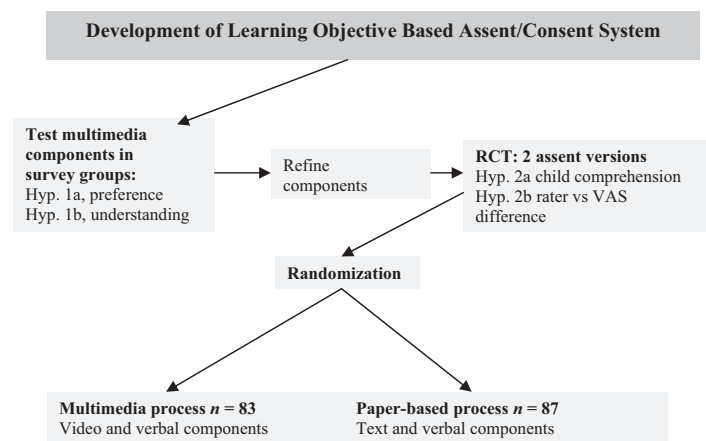 Development of Learning Objective Based Assent/Consent System
Test multimedia
components in
survey groups:
Hyp. 1a, preference
Hyp. 1b, understanding
Refine
components
RCT: 2 assent versions
Hyp. 2a child comprehension
Hyp. 2b rater vs VAS
difference
Randomization
Multimedia process n = 83
Video and verbal components
Paper-based process n = 87
Text and verbal components